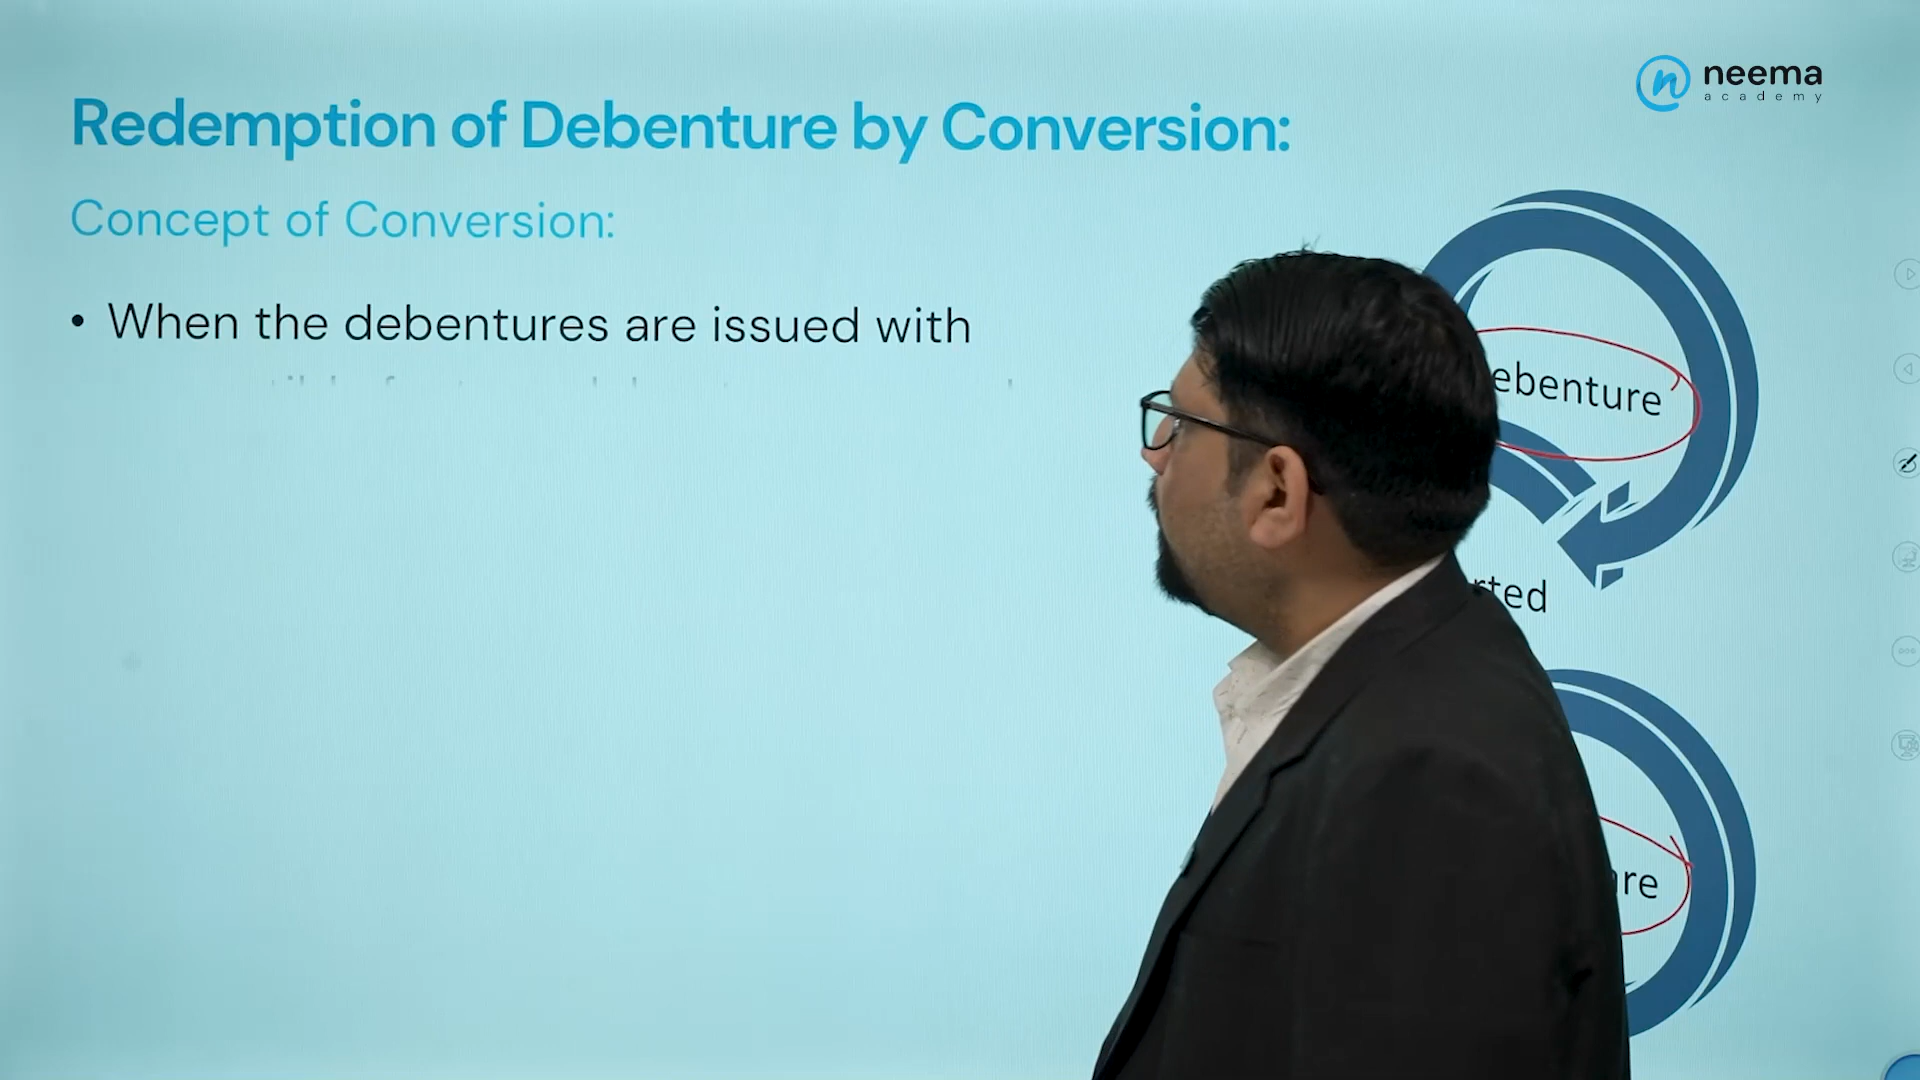 neema
academy
Redemption of Debenture by Conversion:
Concept of Conversion:
• When the debentures are issued with
ebenture
rted
re